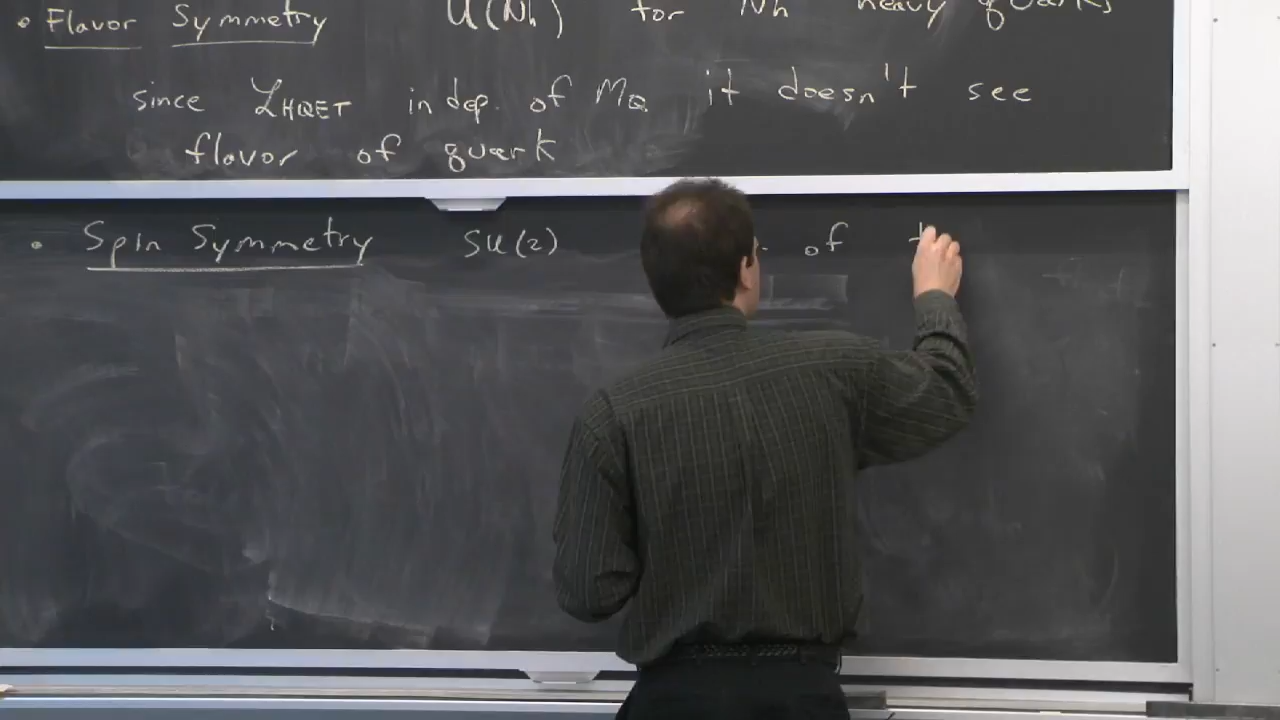 • Flavor Symmetry U(Nh) for Nh heavy quarks
since LHQET indep. of MQ it doesn't see
flavor of quark
• Spin Symmetry SU(2) of